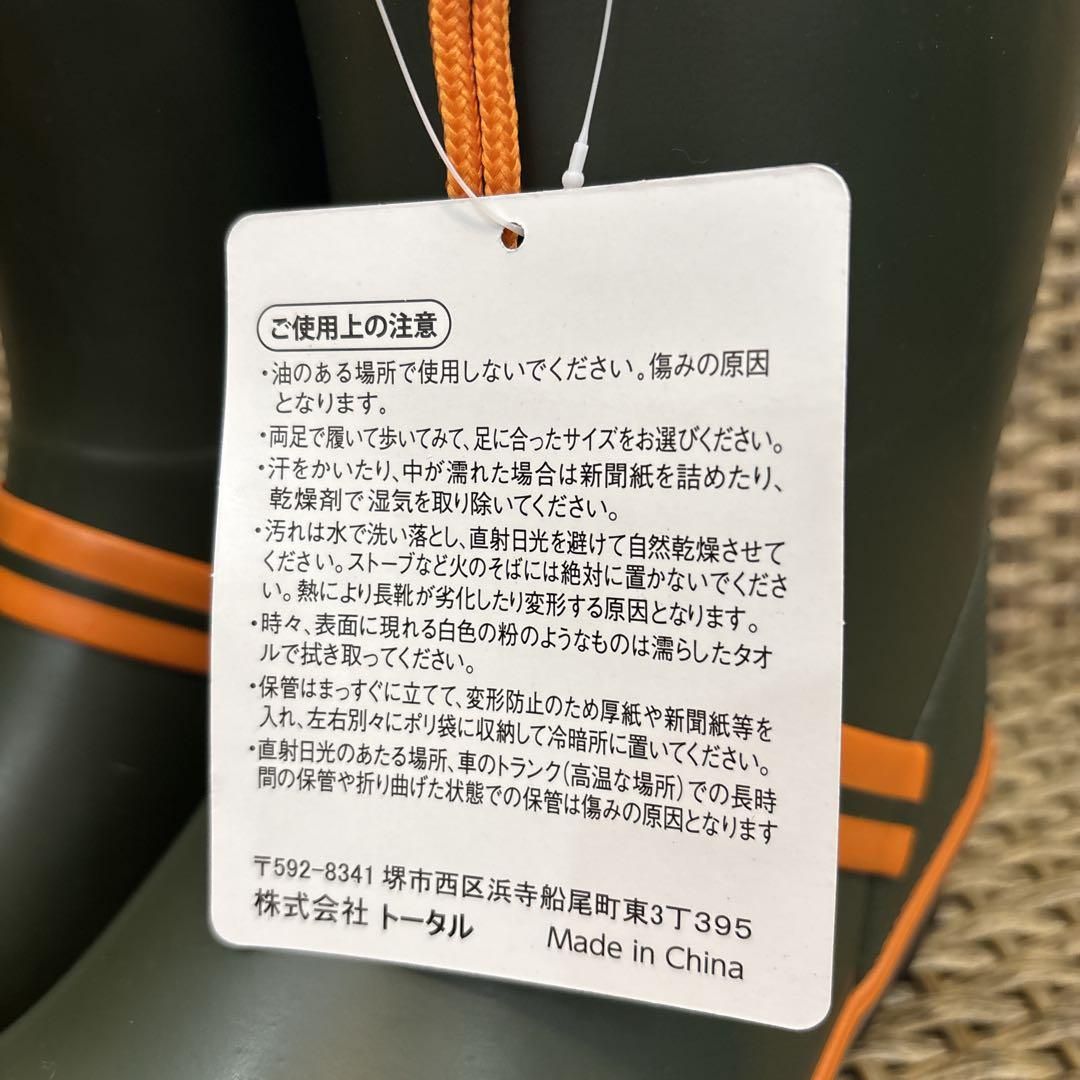 ご使用上の注意
・油のある場所で使用しないでください。傷みの原因
となります。
・両足で履いて歩いてみて、足に合ったサイズをお選びください。
・汗をかいたり、中が濡れた場合は新聞紙を詰めたり、
乾燥剤で湿気を取り除いてください。
・汚れは水で洗い落とし、直射日光を避けて自然乾燥させて
ください。ストーブなど火のそばには絶対に置かないでくださ
い。熱により長靴が劣化したり変形する原因となります。
・時々、表面に現れる白色の粉のようなものは濡らしたタオ
ルで拭き取ってください。
・保管はまっすぐに立てて、変形防止のため厚紙や新聞紙等を
入れ、左右別々にポリ袋に収納して冷暗所に置いてください。
・直射日光のあたる場所、車のトランク(高温な場所)での長時
間の保管や折り曲げた状態での保管は傷みの原因となります
〒592-8341 堺市西区浜寺船尾町東3丁395
株式会社 トータル
Made in China